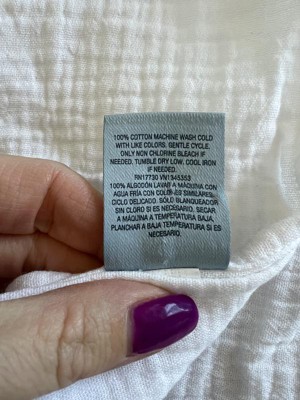 100% COTTON MACHINE WASH COLD
WITH LIKE COLORS, GENTLE CYCLE,
ONLY NON CHLORINE BLEACH IF
NEEDED, TUMBLE DRY LOW, COOL IRON
IF NEEDED.
RN17730 VN1345353
100% ALGODÓN LAVAR A MÁQUINA CON
AGUA FRÍA CON COLORES SIMILARES,
CICLO DELICADO, SÓLO BLANQUEADOR
SIN CLORO SI ES NECESARIO, SECAR
A MÁQUINA A TEMPERATURA BAJA,
PLANCHAR A BAJA TEMPERATURA SI ES
NECESARIO.